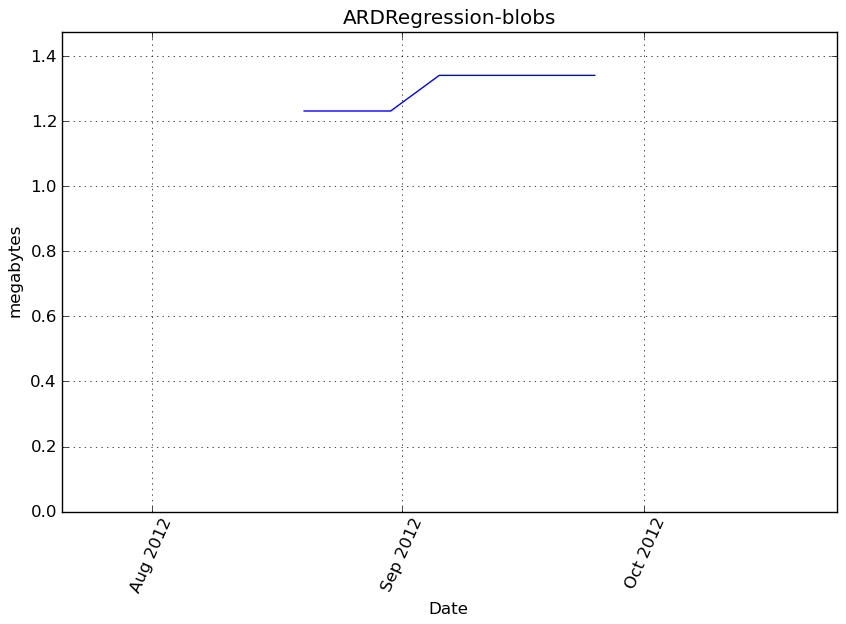 ARDRegression-blobs
megabytes
1.4
1.2
1.0
0.8
0.6
0.4
0.2
0.0
Aug 2012
Sep 2012
Oct 2012
Date